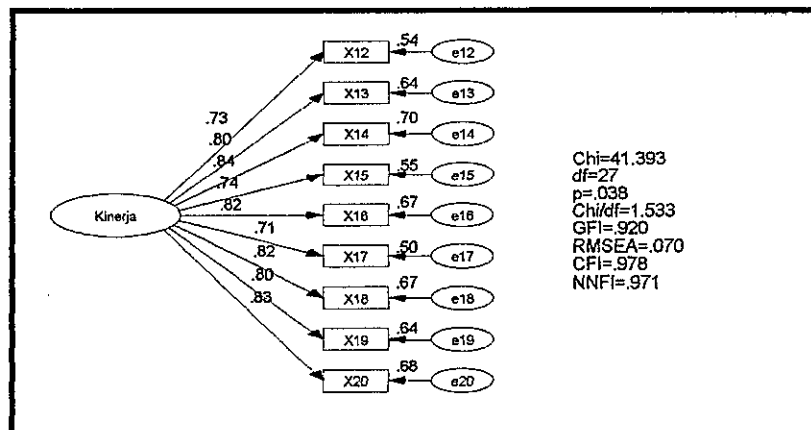 .54
X12
e12
.64
X13
e13
.73
.70
.80
X14
e14
.84
.55
.74
X15
e15
.82
.67
Kinerja
X16
e16
.71
.50
.82
X17
e17
.80
.67
X18
e18
.83
.64
X19
e19
.68
X20
e20
Chi=41.393
df=27
p=.038
Chi/df=1.533
GFI=.920
RMSEA=.070
CFI=.978
NNFI=.971